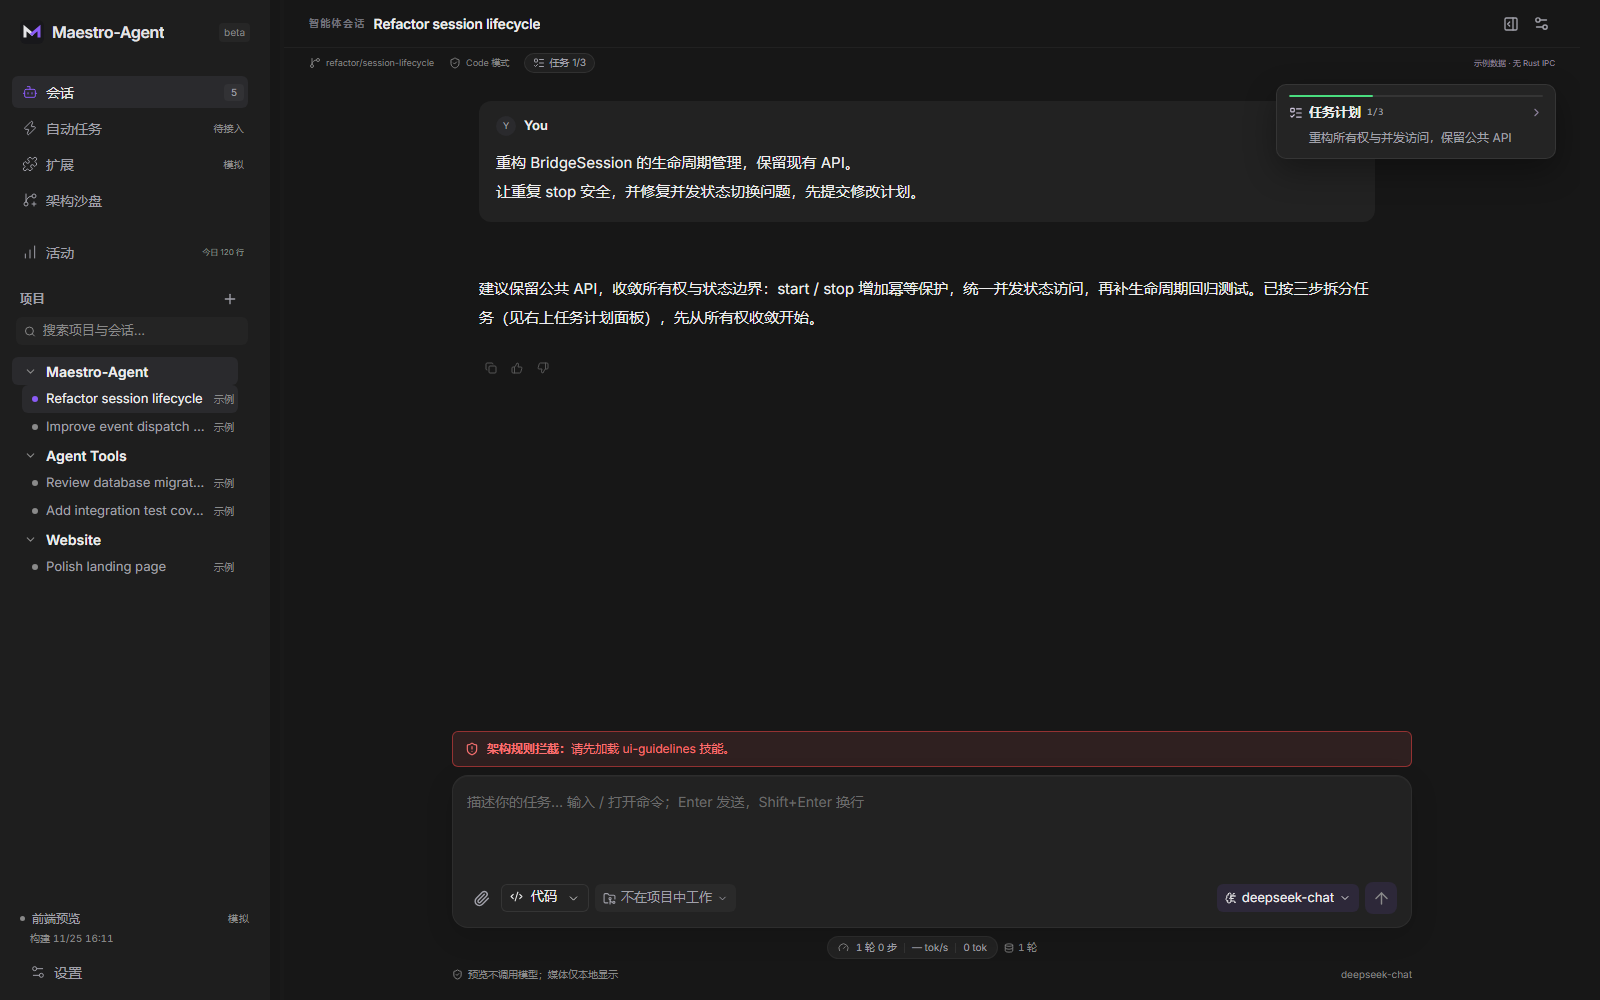 Maestro-Agent
beta
会话
5
自动任务
待接入
扩展
模拟
架构沙盘
活动
今日 120 行
项目
搜索项目与会话...
Maestro-Agent
Refactor session lifecycle
示例
Improve event dispatch ...
示例
Agent Tools
Review database migrat...
示例
Add integration test cov...
示例
Website
Polish landing page
示例
前端预览
模拟
构建 11/25 16:11
设置
智能体会话
Refactor session lifecycle
refactor/session-lifecycle
Code 模式
任务 1/3
示例数据 · 无 Rust IPC
任务计划 1/3
重构所有权与并发访问，保留公共 API
Y
You
重构 BridgeSession 的生命周期管理，保留现有 API。
让重复 stop 安全，并修复并发状态切换问题，先提交修改计划。
建议保留公共 API，收敛所有权与状态边界：start / stop 增加幂等保护，统一并发状态访问，再补生命周期回归测试。已按三步拆分任
务（见右上任务计划面板），先从所有权收敛开始。
架构规则拦截：请先加载 ui-guidelines 技能。
描述你的任务... 输入 / 打开命令；Enter 发送，Shift+Enter 换行
代码
不在项目中工作
deepseek-chat
1 轮 0 步
— tok/s
0 tok
1 轮
预览不调用模型；媒体仅本地显示
deepseek-chat